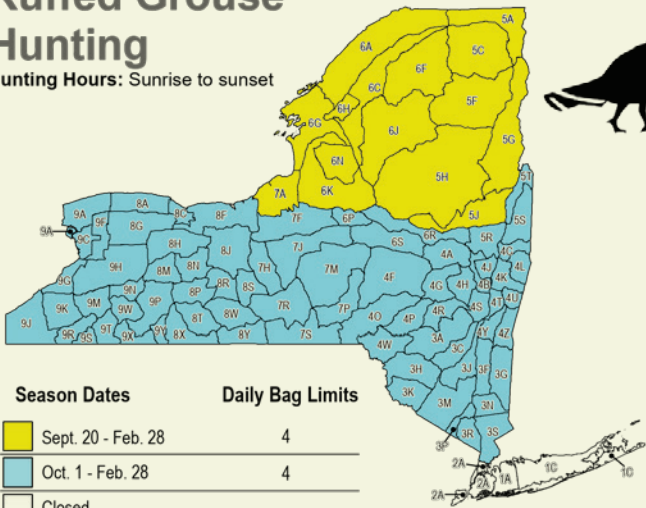 Ruffed Grouse
Hunting
Hunting Hours: Sunrise to sunset
5A
6A
5C
6F
6C
5F
6H
6G
6J
5G
6N
5H
7A
6K
5J
5T
9A
8A
8C
8F
7F
6P
5S
9A
9F
8G
6R
5R
9C
6S
8H
8J
7J
4A
4C
9H
8M
8N
7H
7M
4F
4J
4L
9G
8R
8S
4G
4H
4B
4K
9N
8P
9K
9M
9W
9P
7R
7P
4R
4S
4T
4U
9J
8T
8W
4O
4P
9R
9S
9T
9X
9Y
8X
8Y
7S
4W
3A
4Y
4Z
3C
3H
3J
3F
3G
3K
3M
3N
3P
3R
3S
2A
1C
2A
1A
1C
2A
Season Dates Daily Bag Limits
Sept. 20 - Feb. 28 4
Oct. 1 - Feb. 28 4
Closed